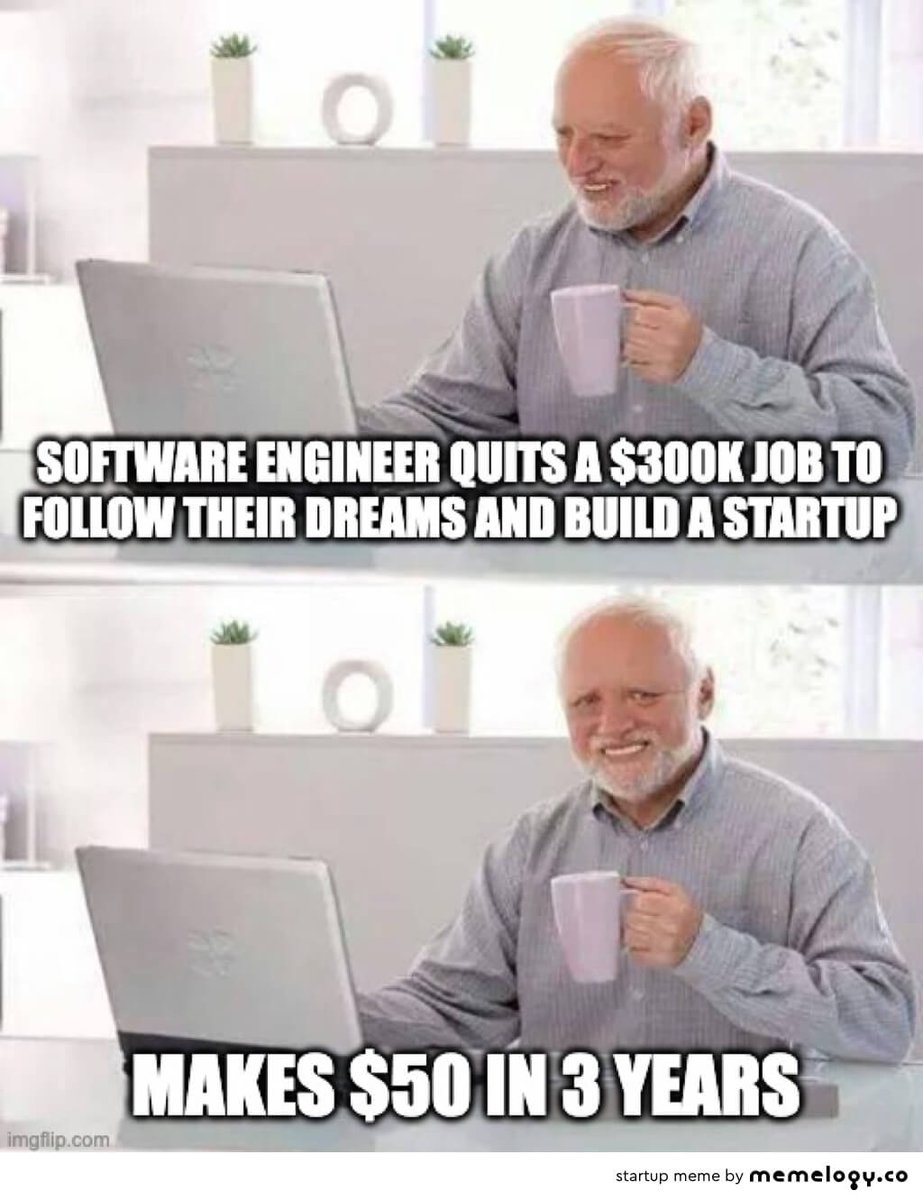 SOFTWARE ENGINEER QUITS A $300K JOB TO
FOLLOW THEIR DREAMS AND BUILD A STARTUP
MAKES $50 IN 3 YEARS
imgflip.com
startup meme by memelogy.co